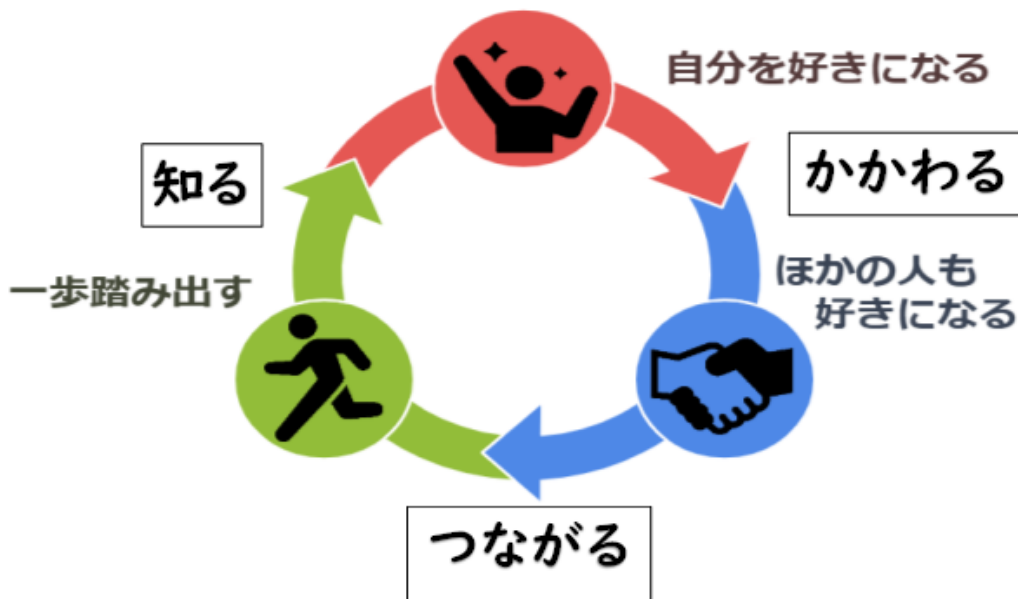 自分を好きになる
かかわる
知る
ほかの人も
好きになる
一歩踏み出す
つながる